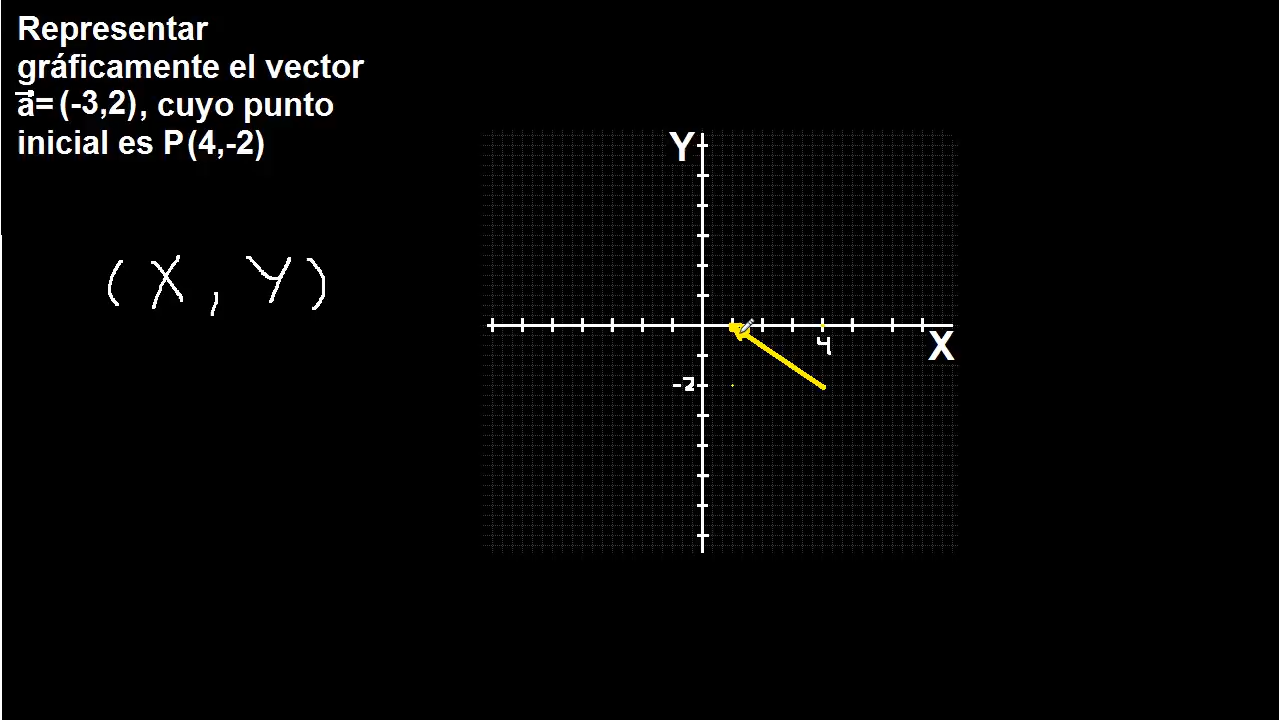 Representar
gráficamente el vector
a= (-3,2), cuyo punto
inicial es P(4,-2)
Y
(X, Y)
4
X
-2